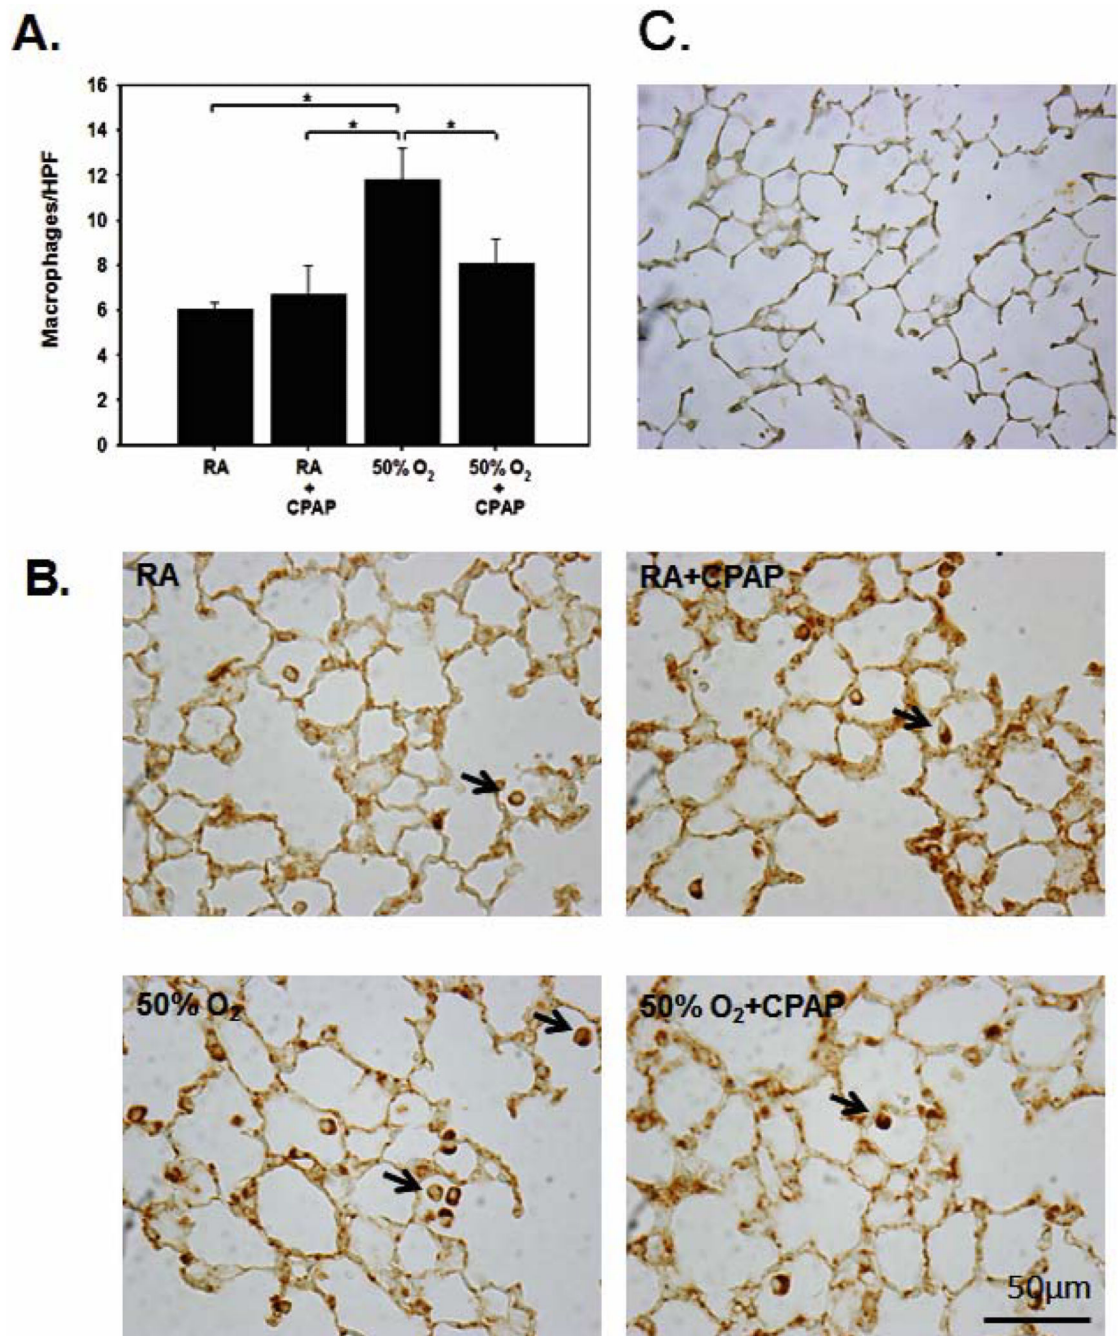 A.
C.
16
14
12
10
8
6
4
2
0
Macrophages/HPF
*
* *
RA
RA
+
CPAP
50% O₂
50% O₂
+
CPAP
B.
RA
RA+CPAP
50% O₂
50% O₂+CPAP
50µm